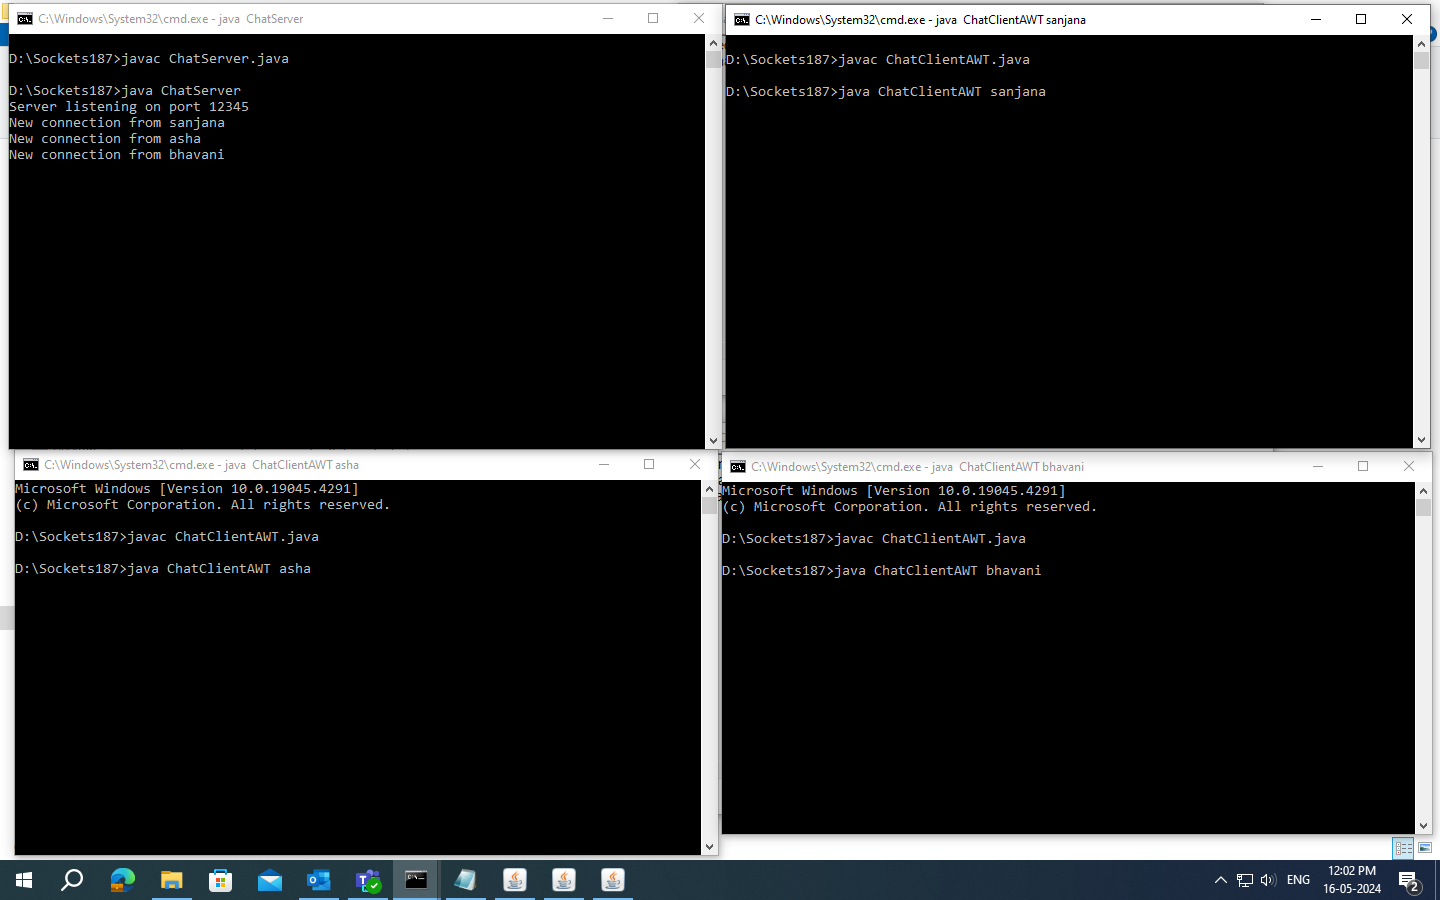 C:\Windows\System32\cmd.exe - java  ChatServer
D:\Sockets187>javac ChatServer.java
D:\Sockets187>java ChatServer
Server listening on port 12345
New connection from sanjana
New connection from asha
New connection from bhavani
C:\Windows\System32\cmd.exe - java  ChatClientAWT sanjana
D:\Sockets187>javac ChatClientAWT.java
D:\Sockets187>java ChatClientAWT sanjana
C:\Windows\System32\cmd.exe - java  ChatClientAWT asha
Microsoft Windows [Version 10.0.19045.4291]
(c) Microsoft Corporation. All rights reserved.
D:\Sockets187>javac ChatClientAWT.java
D:\Sockets187>java ChatClientAWT asha
C:\Windows\System32\cmd.exe - java  ChatClientAWT bhavani
Microsoft Windows [Version 10.0.19045.4291]
(c) Microsoft Corporation. All rights reserved.
D:\Sockets187>javac ChatClientAWT.java
D:\Sockets187>java ChatClientAWT bhavani
ENG
12:02 PM
16-05-2024
2